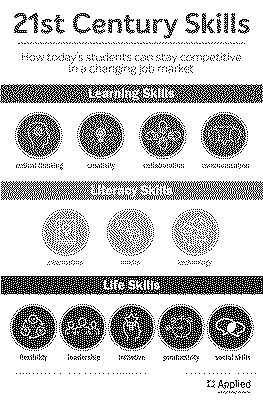 21st Century Skills
How today's students can stay competitive
in a changing job market
Learning Skills
critical thinking creativity collaboration communication
Literacy Skills
information media technology
Life Skills
flexibility leadership initiative productivity social skills
Applied